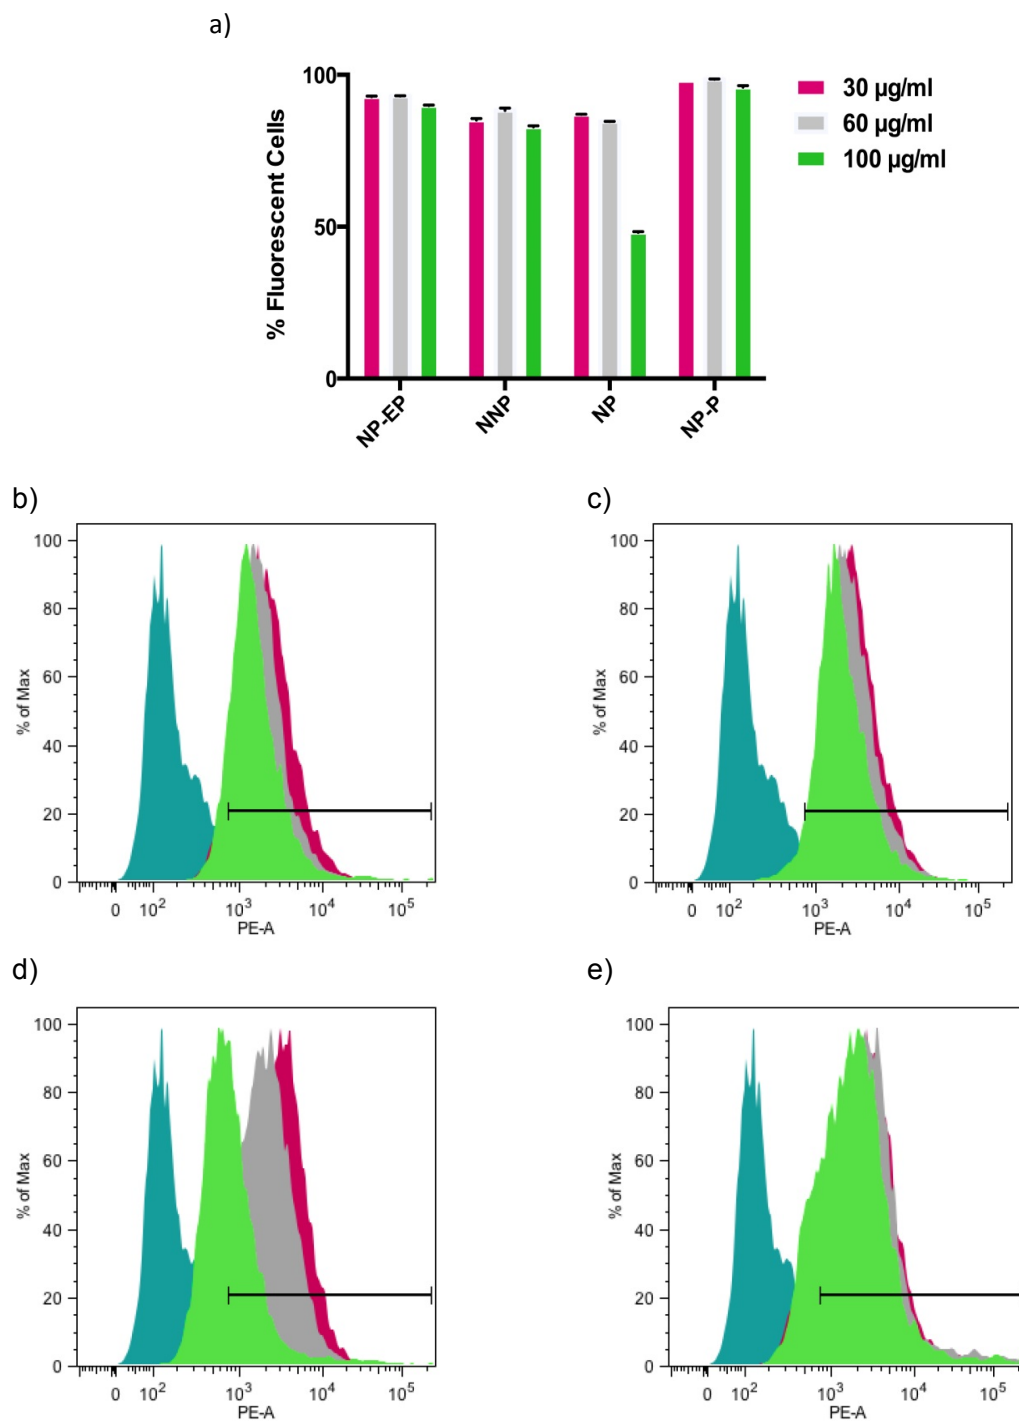 a)
% Fluorescent Cells
100
50
0
NP-EP
NNP
NP
NP-P
30 µg/ml
60 µg/ml
100 µg/ml
b)
% of Max
100
80
60
40
20
0
0 10² 10³ 10⁴ 10⁵
PE-A
c)
% of Max
100
80
60
40
20
0
0 10² 10³ 10⁴ 10⁵
PE-A
d)
% of Max
100
80
60
40
20
0
0 10² 10³ 10⁴ 10⁵
PE-A
e)
% of Max
100
80
60
40
20
0
0 10² 10³ 10⁴ 10⁵
PE-A